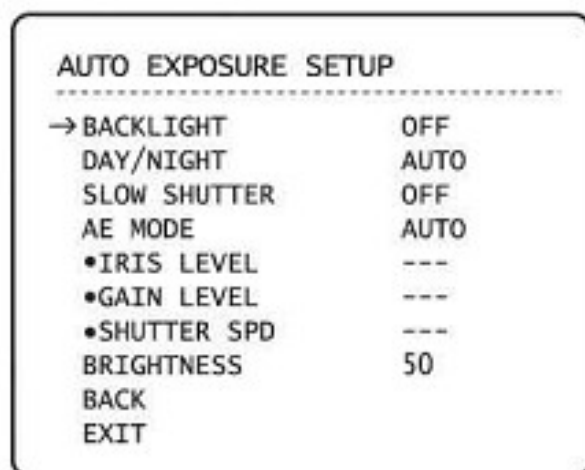 AUTO EXPOSURE SETUP
→BACKLIGHT OFF
DAY/NIGHT AUTO
SLOW SHUTTER OFF
AE MODE AUTO
•IRIS LEVEL ---
•GAIN LEVEL ---
•SHUTTER SPD ---
BRIGHTNESS 50
BACK
EXIT